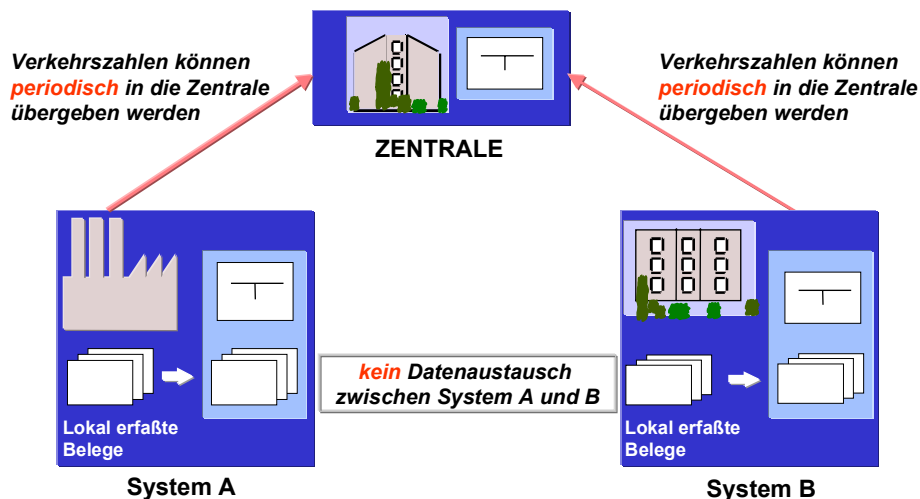 Verkehrszahlen können
periodisch in die Zentrale
übergeben werden
Verkehrszahlen können
periodisch in die Zentrale
übergeben werden
ZENTRALE
kein Datenaustausch
zwischen System A und B
Lokal erfaßte
Belege
Lokal erfaßte
Belege
System A
System B